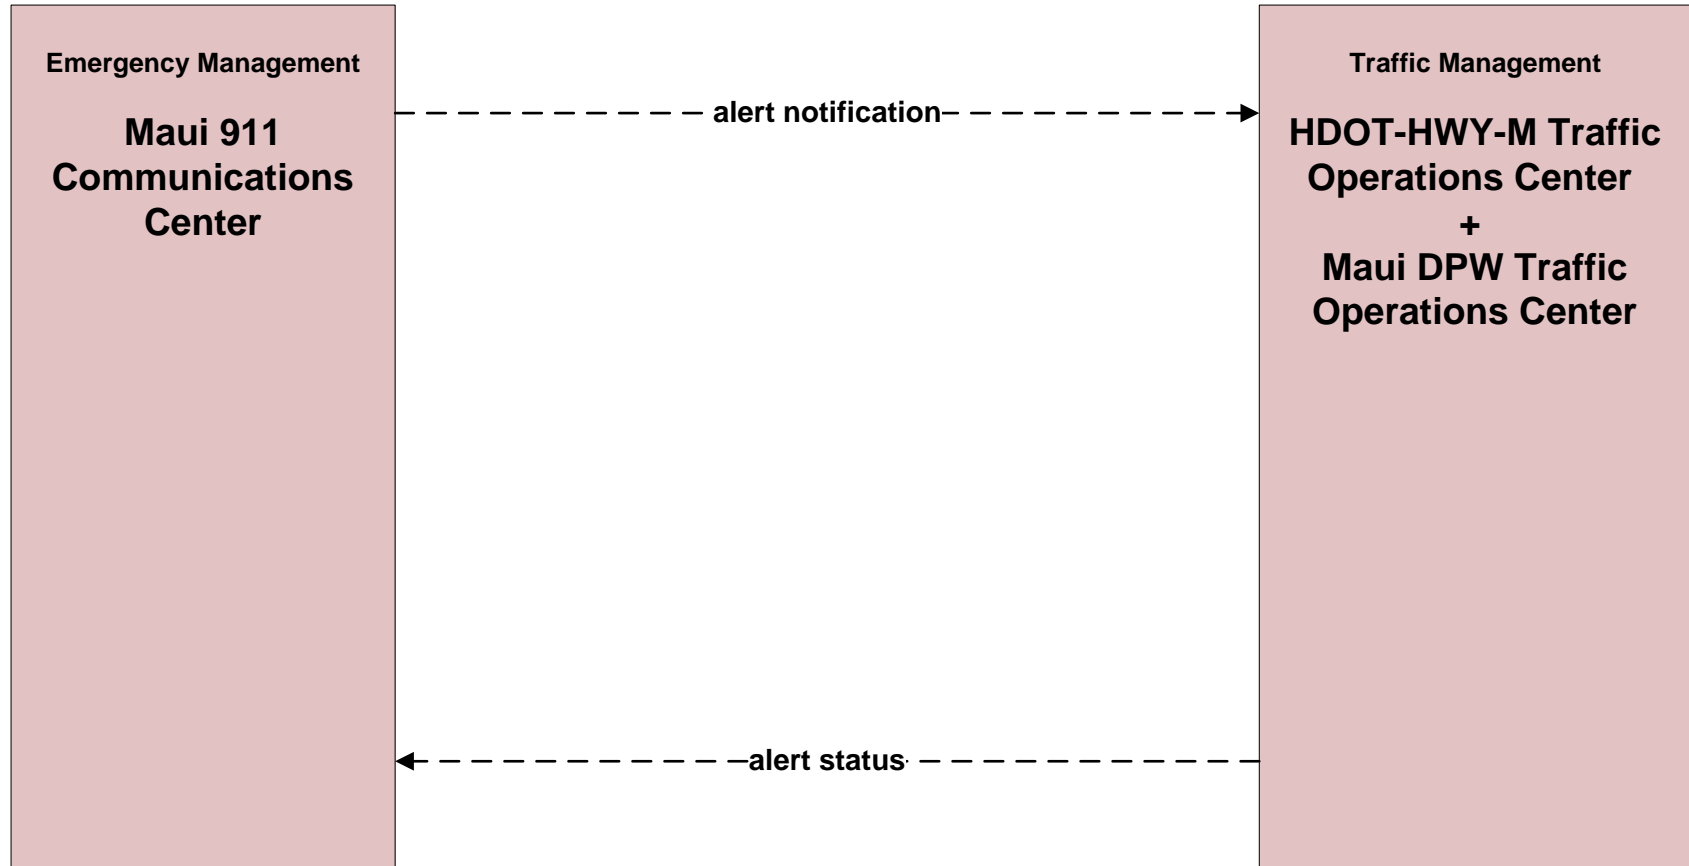 Emergency Management
Maui 911
Communications
Center
alert notification
Traffic Management
HDOT-HWY-M Traffic
Operations Center
+
Maui DPW Traffic
Operations Center
alert status